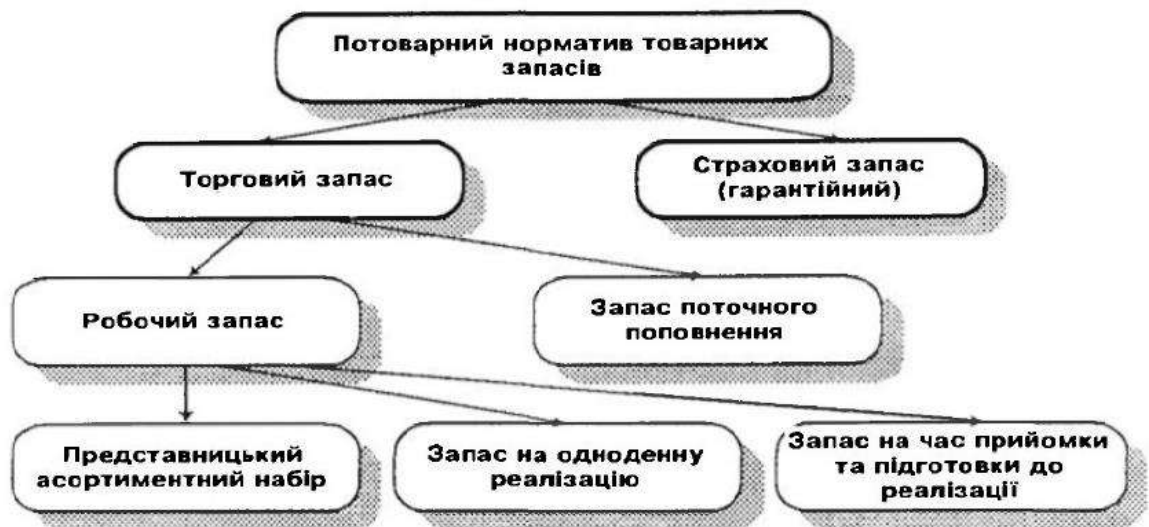 Потоварний норматив товарних
запасів
Торговий запас
Страховий запас
(гарантійний)
Робочий запас
Запас поточного
поповнення
Представницький
асортиментний набір
Запас на одноденну
реалізацію
Запас на час прийомки
та підготовки до
реалізації